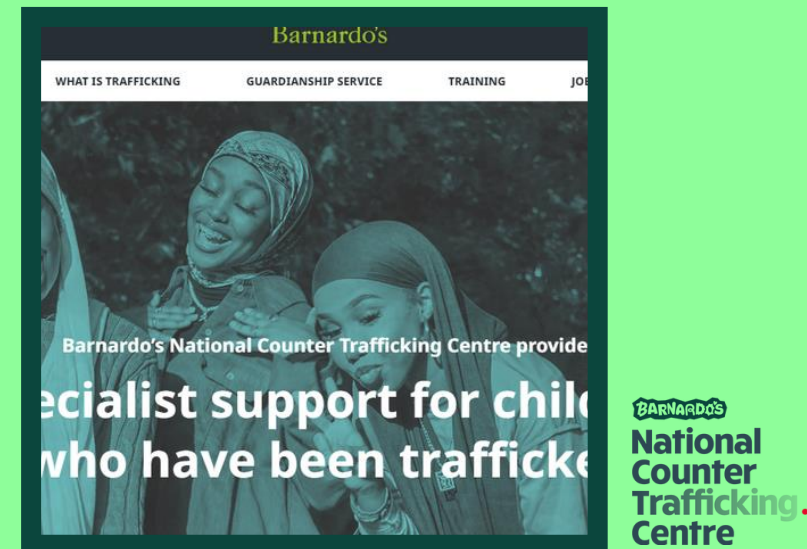 Barnardo's
WHAT IS TRAFFICKING GUARDIANSHIP SERVICE TRAINING JOB
Barnardo's National Counter Trafficking Centre provide
ecialist support for chil
who have been trafficke
BARNARDO'S
National
Counter
Trafficking.
Centre